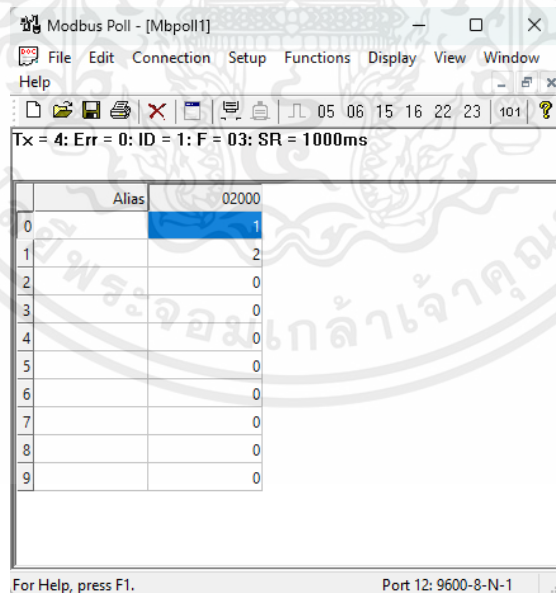 Modbus Poll - [Mbpoll1]
File Edit Connection Setup Functions Display View Window
Help
05 06 15 16 22 23 101
Tx = 4: Err = 0: ID = 1: F = 03: SR = 1000ms
Alias 02000
0 1
1 2
2 0
3 0
4 0
5 0
6 0
7 0
8 0
9 0
For Help, press F1. Port 12: 9600-8-N-1